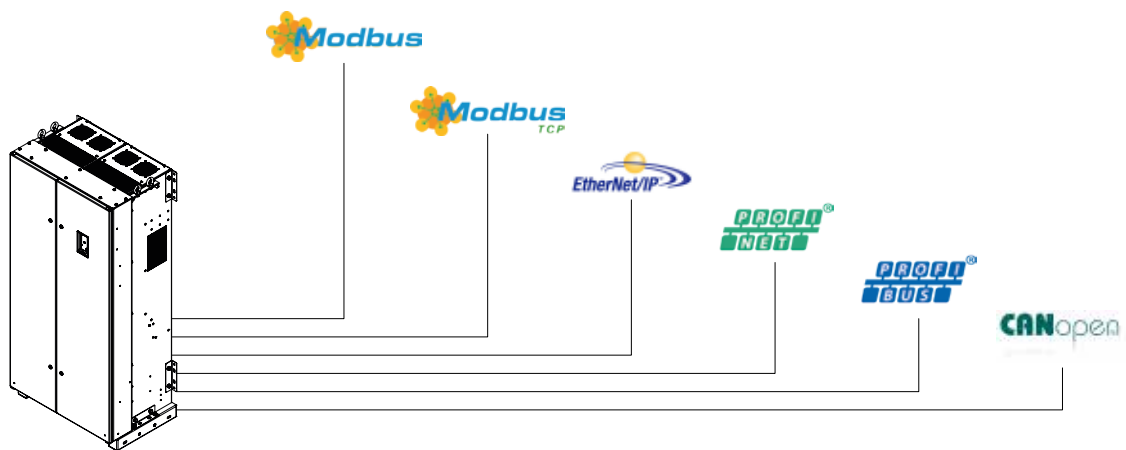 Modbus
Modbus
TCP
EtherNet/IP
PROFI®
NET
PROFI®
BUS
CANopen